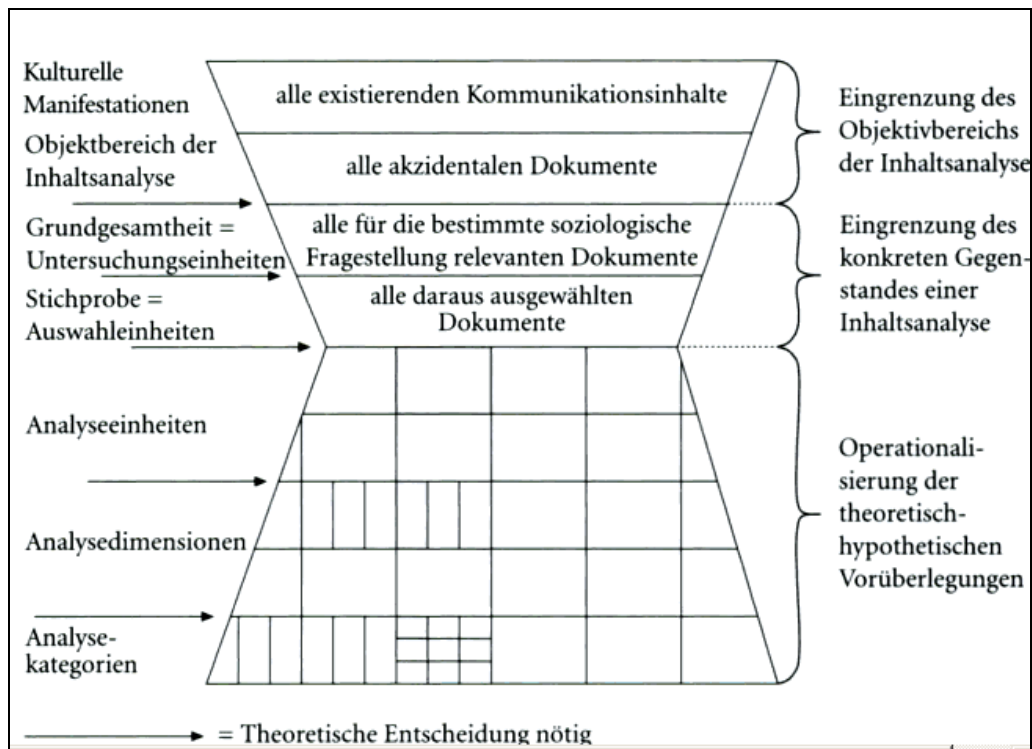 Kulturelle
Manifestationen
Objektbereich der
Inhaltsanalyse
Grundgesamtheit =
Untersuchungseinheiten
Stichprobe =
Auswahleinheiten
Analyseeinheiten
Analysedimensionen
Analyse-
kategorien
alle existierenden Kommunikationsinhalte
alle akzidentalen Dokumente
alle für die bestimmte soziologische
Fragestellung relevanten Dokumente
alle daraus ausgewählten
Dokumente
Eingrenzung des
Objektivbereichs
der Inhaltsanalyse
Eingrenzung des
konkreten Gegen-
standes einer
Inhaltsanalyse
Operationali-
sierung der
theoretisch-
hypothetischen
Vorüberlegungen
= Theoretische Entscheidung nötig